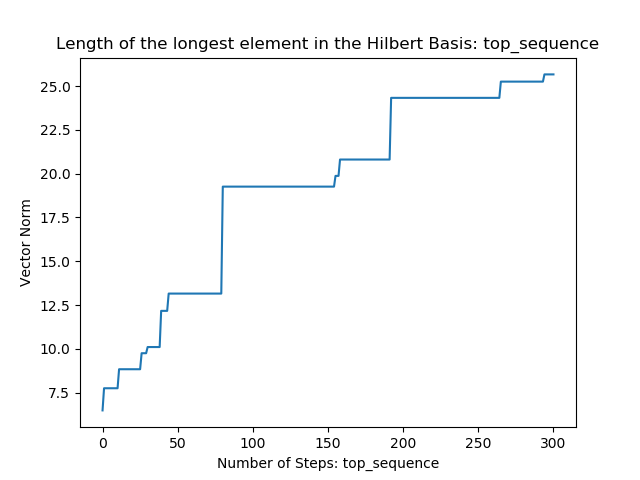 Length of the longest element in the Hilbert Basis: top_sequence
25.0
22.5
20.0
17.5
15.0
12.5
10.0
7.5
Vector Norm
0 50 100 150 200 250 300
Number of Steps: top_sequence